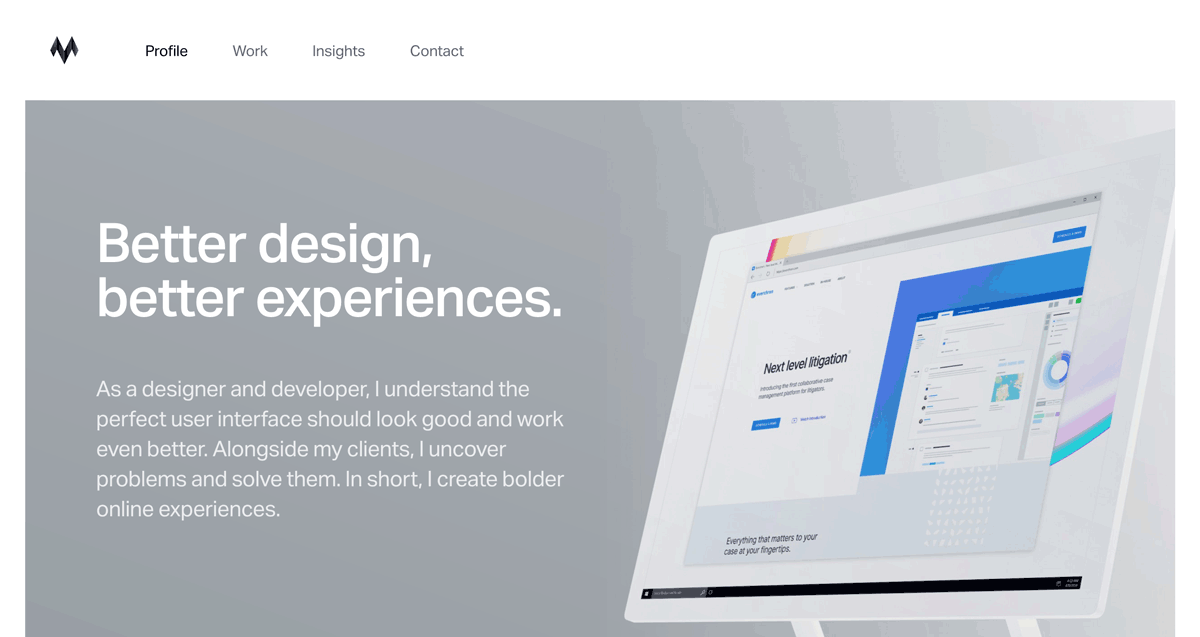 Profile
Work
Insights
Contact
Better design,
better experiences.
As a designer and developer, I understand the
perfect user interface should look good and work
even better. Alongside my clients, I uncover
problems and solve them. In short, I create bolder
online experiences.
Next level litigation
Introducing the first collaborative case
management platform for litigators.
Everything that matters to your
case at your fingertips.